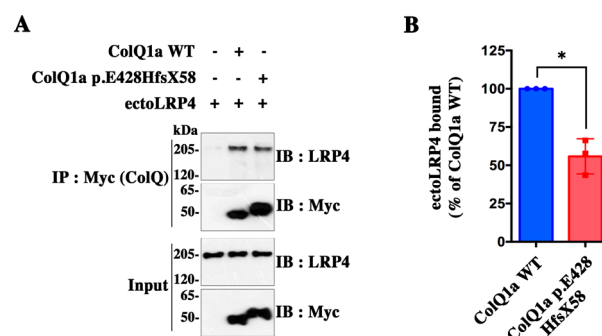 A
ColQ1a WT - + -
ColQ1a p.E428HfsX58 - - +
ectoLRP4 + + +
kDa
IP : Myc (ColQ)
205-
120-
IB : LRP4
65-
50-
IB : Myc
Input
205-
120-
IB : LRP4
65-
50-
IB : Myc
B
ectoLRP4 bound
(% of ColQ1a WT)
125
100
75
50
25
0
*
ColQ1a WT
ColQ1a p.E428
HfsX58